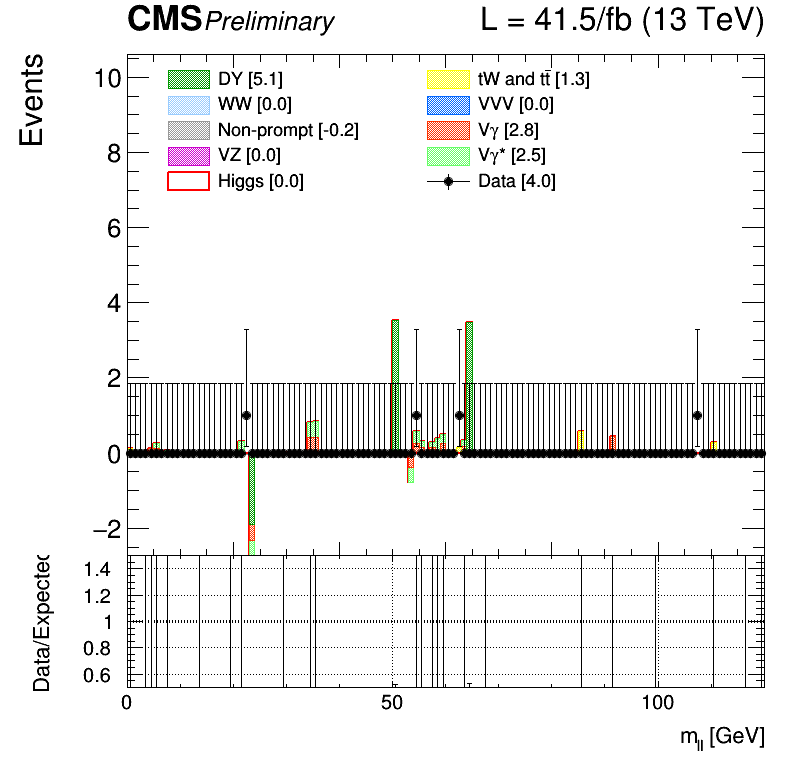 CMS Preliminary L = 41.5/fb (13 TeV)
Events
10
8
6
4
2
0
−2
DY [5.1]
WW [0.0]
Non-prompt [-0.2]
VZ [0.0]
Higgs [0.0]
tW and tt̄ [1.3]
VVV [0.0]
Vγ [2.8]
Vγ* [2.5]
Data [4.0]
Data/Expected
1.4
1.2
1
0.8
0.6
0 50 100
m_ll [GeV]